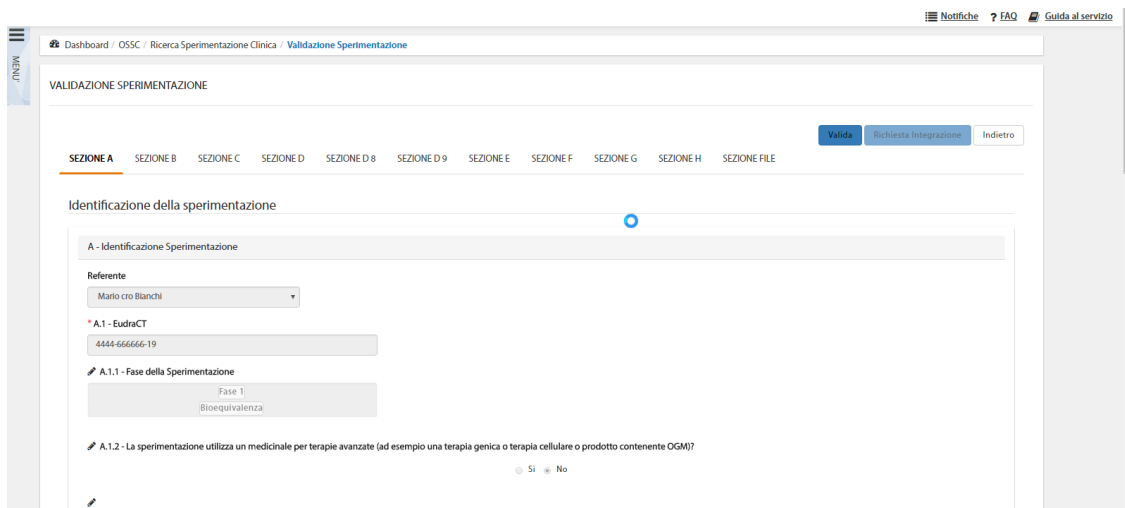 Notifiche ? FAQ Guida al servizio
MENU'
Dashboard / OSSC / Ricerca Sperimentazione Clinica / Validazione Sperimentazione
VALIDAZIONE SPERIMENTAZIONE
Valida Richiesta Integrazione Indietro
SEZIONE A SEZIONE B SEZIONE C SEZIONE D SEZIONE D 8 SEZIONE D 9 SEZIONE E SEZIONE F SEZIONE G SEZIONE H SEZIONE FILE
Identificazione della sperimentazione
A - Identificazione Sperimentazione
Referente
Mario cro Bianchi
* A.1 - EudraCT
4444-666666-19
A.1.1 - Fase della Sperimentazione
Fase 1
Bioequivalenza
A.1.2 - La sperimentazione utilizza un medicinale per terapie avanzate (ad esempio una terapia genica o terapia cellulare o prodotto contenente OGM)?
Si No